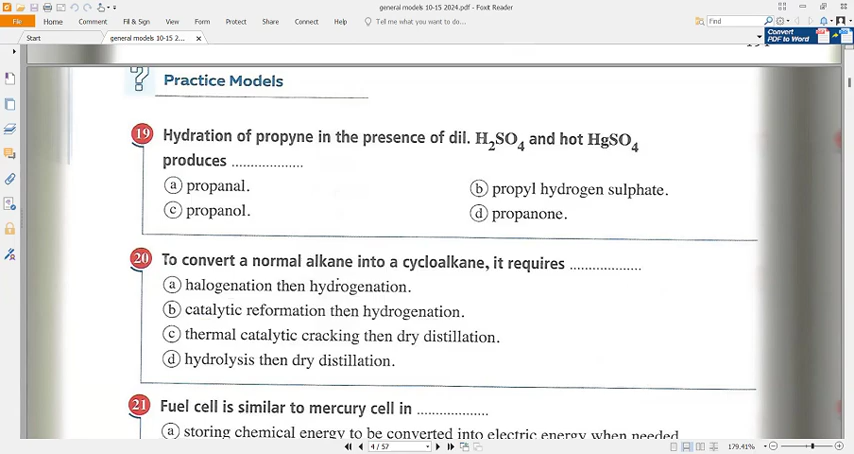 general models 10-15 2024.pdf - Foxit Reader
File Home Comment Fill & Sign View Form Protect Share Connect Help Tell me what you want to do... Find
Start general models 10-15 2... Convert PDF to Word
? Practice Models
19 Hydration of propyne in the presence of dil. H₂SO₄ and hot HgSO₄
produces ..................
a propanal. b propyl hydrogen sulphate.
c propanol. d propanone.
20 To convert a normal alkane into a cycloalkane, it requires ..................
a halogenation then hydrogenation.
b catalytic reformation then hydrogenation.
c thermal catalytic cracking then dry distillation.
d hydrolysis then dry distillation.
21 Fuel cell is similar to mercury cell in ..................
a storing chemical energy to be converted into electric energy when needed
4 / 57 179.41%